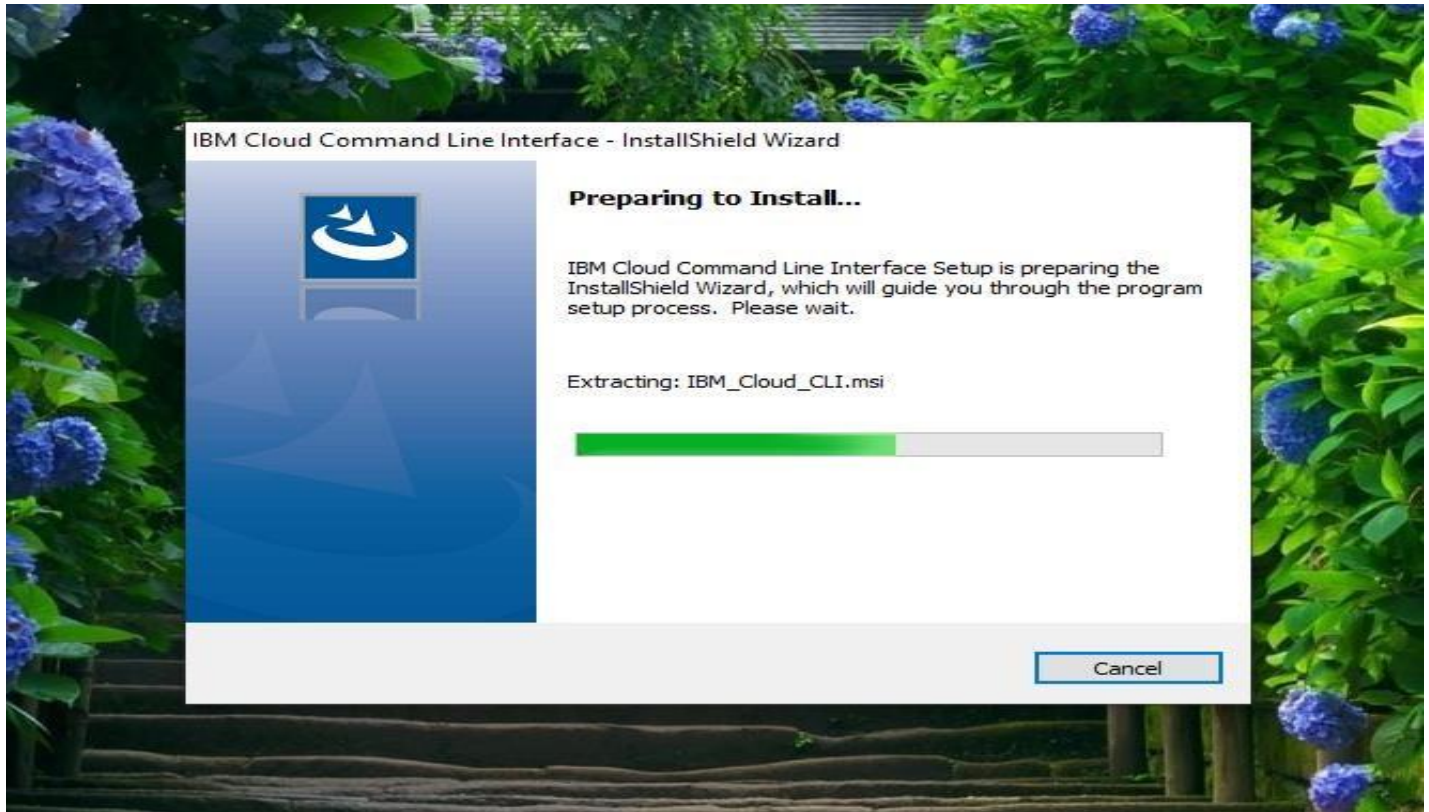 IBM Cloud Command Line Interface - InstallShield Wizard
Preparing to Install...
IBM Cloud Command Line Interface Setup is preparing the
InstallShield Wizard, which will guide you through the program
setup process.  Please wait.
Extracting: IBM_Cloud_CLI.msi
Cancel